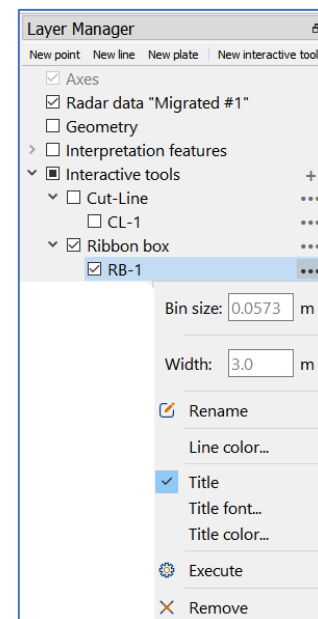 Layer Manager
New point New line New plate New interactive tool
Axes
Radar data "Migrated #1"
Geometry
Interpretation features
Interactive tools
Cut-Line
CL-1
Ribbon box
RB-1
Bin size: 0.0573 m
Width: 3.0 m
Rename
Line color...
Title
Title font...
Title color...
Execute
Remove